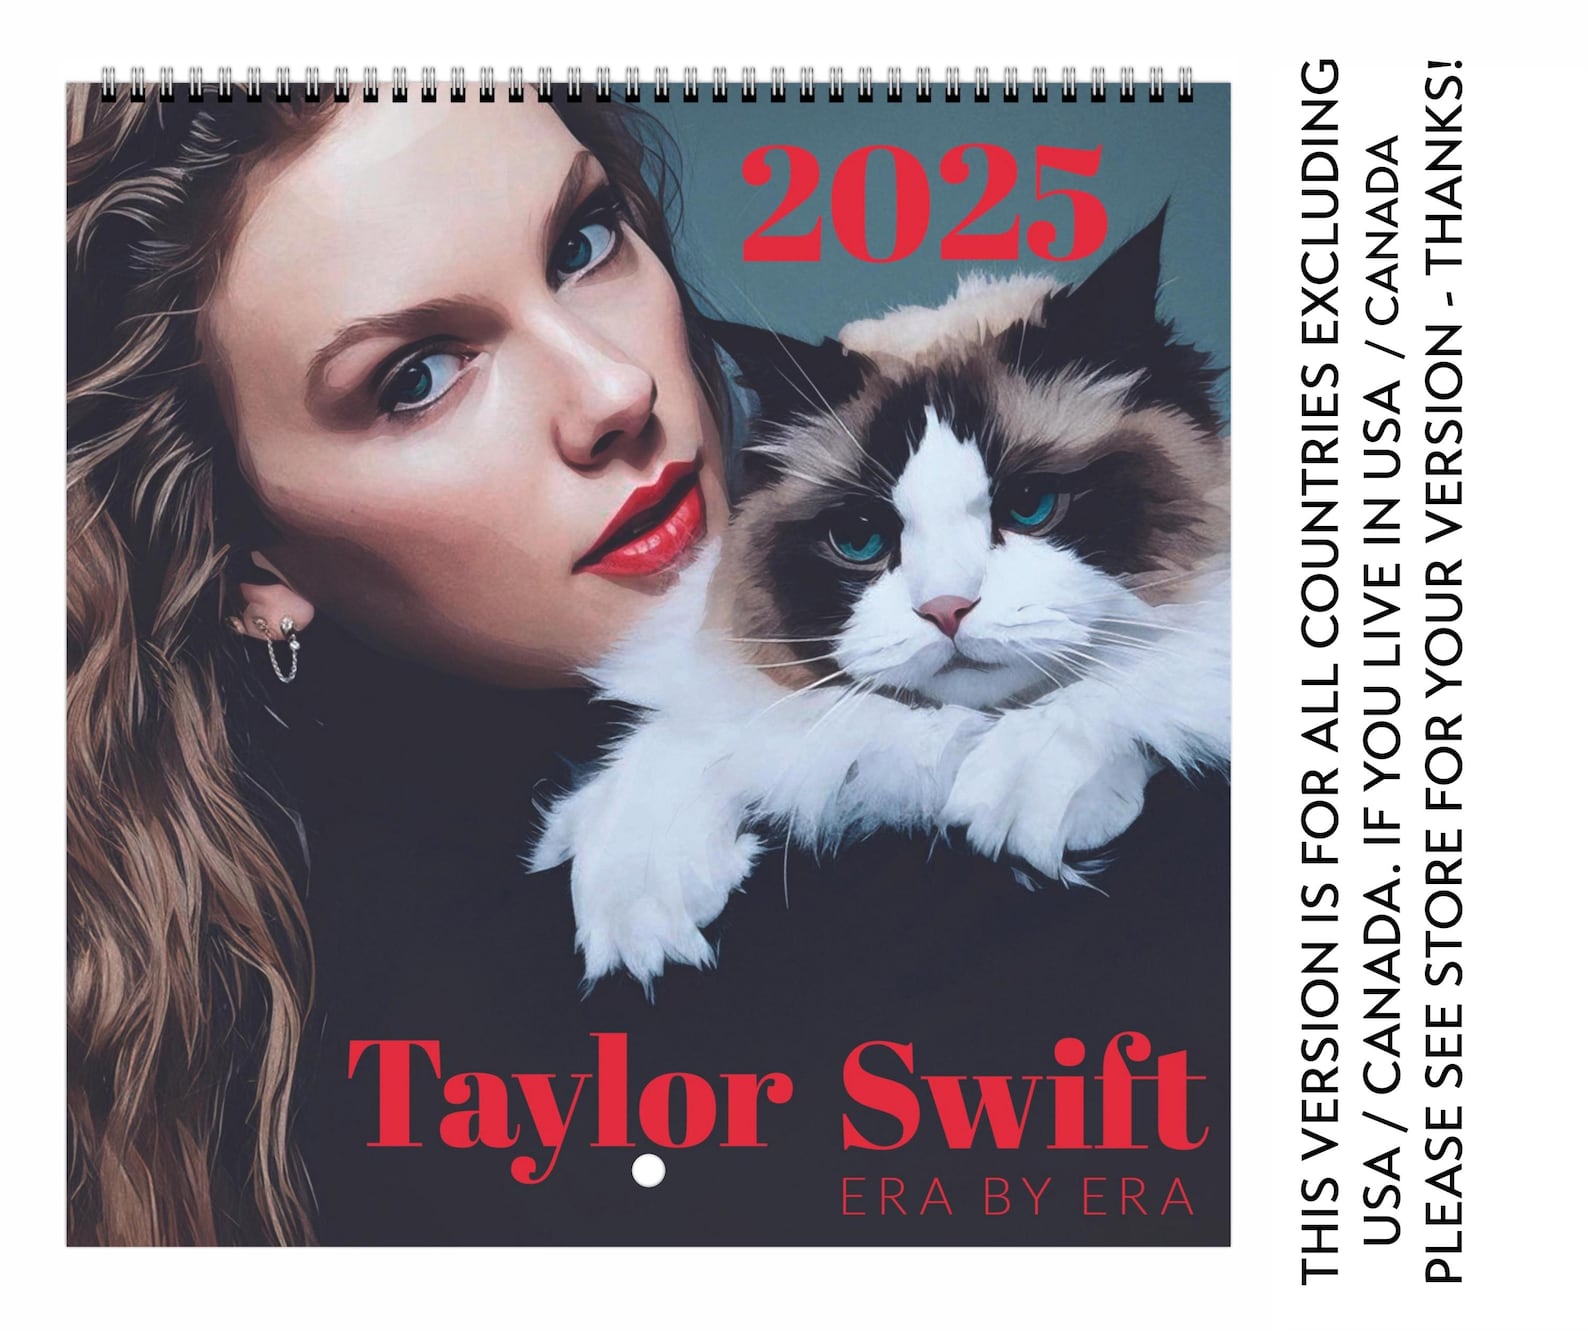 2025
Taylor Swift
ERA BY ERA
THIS VERSION IS FOR ALL COUNTRIES EXCLUDING
USA / CANADA. IF YOU LIVE IN USA / CANADA
PLEASE SEE STORE FOR YOUR VERSION - THANKS!